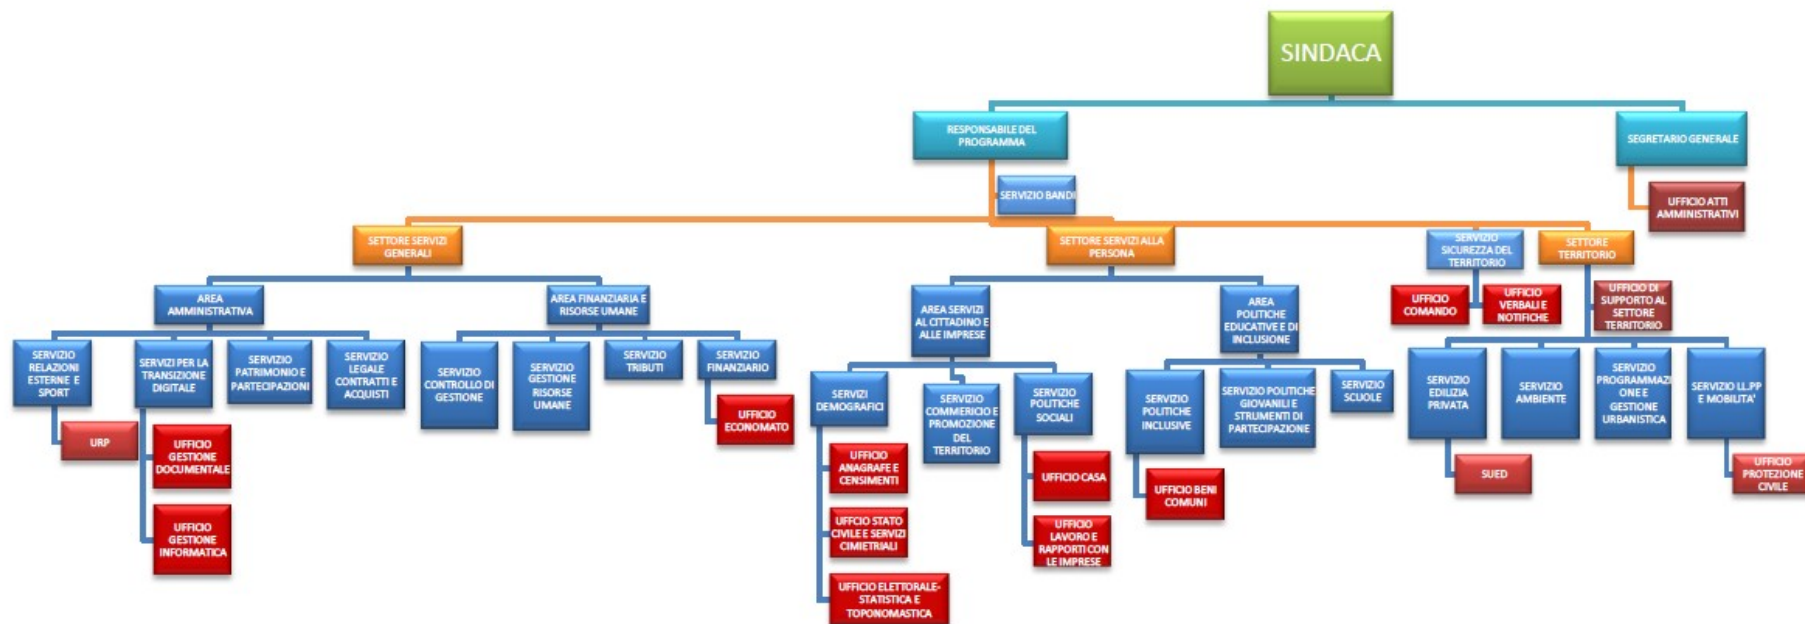 SINDACA
RESPONSABILE DEL
PROGRAMMA
SEGRETARIO GENERALE
SERVIZIO BANDI
UFFICIO ATTI
AMMINISTRATIVI
SETTORE SERVIZI
GENERALI
SETTORE SERVIZI ALLA
PERSONA
SERVIZIO
SICUREZZA DEL
TERRITORIO
SETTORE
TERRITORIO
AREA
AMMINISTRATIVA
AREA FINANZIARIA E
RISORSE UMANE
AREA SERVIZI
AL CITTADINO E
ALLE IMPRESE
AREA
POLITICHE
EDUCATIVE E DI
INCLUSIONE
UFFICIO
COMANDO
UFFICIO
VERBALI E
NOTIFICHE
UFFICIO DI
SUPPORTO AL
SETTORE
TERRITORIO
SERVIZIO
RELAZIONI
ESTERNE E
SPORT
SERVIZI PER LA
TRANSIZIONE
DIGITALE
SERVIZIO
PATRIMONIO E
PARTECIPAZIONI
SERVIZIO
LEGALE
CONTRATTI E
ACQUISTI
SERVIZIO
CONTROLLO DI
GESTIONE
SERVIZIO
GESTIONE
RISORSE
UMANE
SERVIZIO
TRIBUTI
SERVIZIO
FINANZIARIO
SERVIZI
DEMOGRAFICI
SERVIZIO
COMMERICIO E
PROMOZIONE
DEL
TERRITORIO
SERVIZIO
POLITICHE
SOCIALI
SERVIZIO
POLITICHE
INCLUSIVE
SERVIZIO POLITICHE
GIOVANILI E
STRUMENTI DI
PARTECIPAZIONE
SERVIZIO
SCUOLE
SERVIZIO
EDILIZIA
PRIVATA
SERVIZIO
AMBIENTE
SERVIZIO
PROGRAMMAZI
ONE E
GESTIONE
URBANISTICA
SERVIZIO LL.PP
E MOBILITA'
URP
UFFICIO
GESTIONE
DOCUMENTALE
UFFICIO
GESTIONE
INFORMATICA
UFFICIO
ECONOMATO
UFFICIO
ANAGRAFE E
CENSIMENTI
UFFCIO STATO
CIVILE E SERVIZI
CIMIETRIALI
UFFICIO ELETTORALE-
STATISTICA E
TOPONOMASTICA
UFFICIO CASA
UFFICIO
LAVORO E
RAPPORTI CON
LE IMPRESE
UFFICIO BENI
COMUNI
SUED
UFFICIO
PROTEZIONE
CIVILE